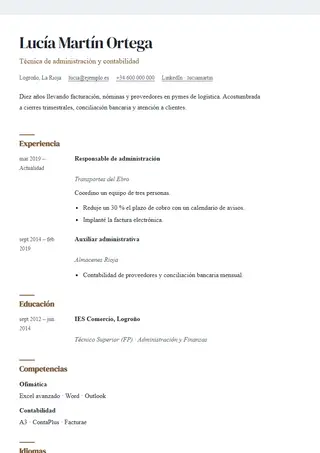 Lucía Martín Ortega
Técnica de administración y contabilidad
Logroño, La Rioja lucia@ejemplo.es +34 600 000 000 LinkedIn · luciamartin
Diez años llevando facturación, nóminas y proveedores en pymes de logística. Acostumbrada
a cierres trimestrales, conciliación bancaria y atención a clientes.
Experiencia
mar 2019 – Responsable de administración
Actualidad
Transportes del Ebro
Coordino un equipo de tres personas.
• Reduje un 30 % el plazo de cobro con un calendario de avisos.
• Implanté la factura electrónica.
sept 2014 – feb Auxiliar administrativa
2019
Almacenes Rioja
• Contabilidad de proveedores y conciliación bancaria mensual.
Educación
sept 2012 – jun IES Comercio, Logroño
2014
Técnico Superior (FP) · Administración y Finanzas
Competencias
Ofimática
Excel avanzado · Word · Outlook
Contabilidad
A3 · ContaPlus · Facturae
Idiomas